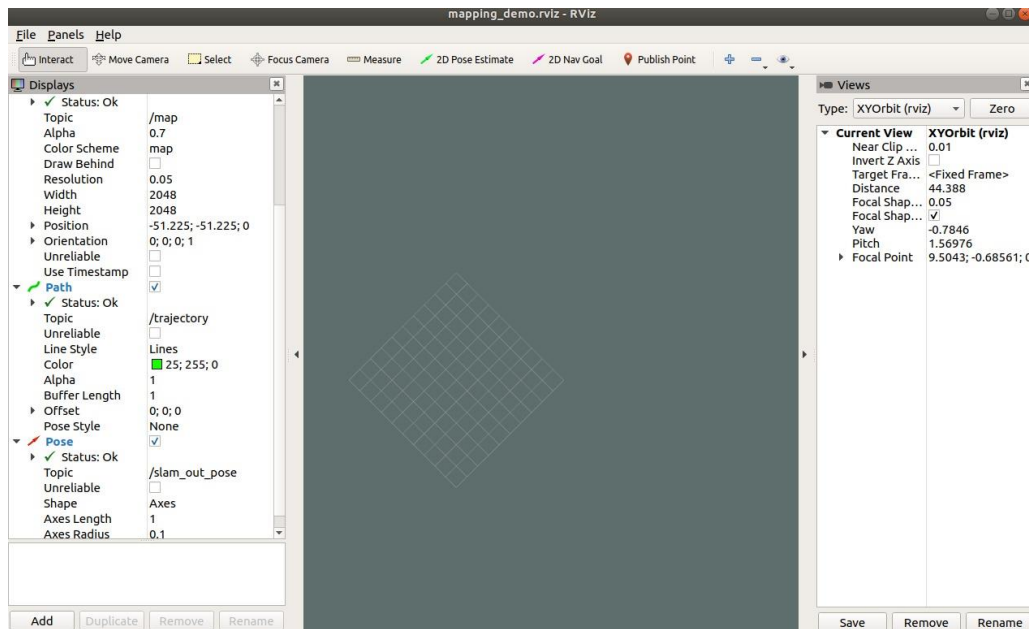 mapping_demo.rviz - RViz
File Panels Help
Interact Move Camera Select Focus Camera Measure 2D Pose Estimate 2D Nav Goal Publish Point
Displays
Status: Ok
Topic /map
Alpha 0.7
Color Scheme map
Draw Behind
Resolution 0.05
Width 2048
Height 2048
Position -51.225; -51.225; 0
Orientation 0; 0; 0; 1
Unreliable
Use Timestamp
Path
Status: Ok
Topic /trajectory
Unreliable
Line Style Lines
Color 25; 255; 0
Alpha 1
Buffer Length 1
Offset 0; 0; 0
Pose Style None
Pose
Status: Ok
Topic /slam_out_pose
Unreliable
Shape Axes
Axes Length 1
Axes Radius 0.1
Add Duplicate Remove Rename
Views
Type: XYOrbit (rviz) Zero
Current View XYOrbit (rviz)
Near Clip ... 0.01
Invert Z Axis
Target Fra... <Fixed Frame>
Distance 44.388
Focal Shap... 0.05
Focal Shap...
Yaw -0.7846
Pitch 1.56976
Focal Point 9.5043; -0.68561; 0
Save Remove Rename